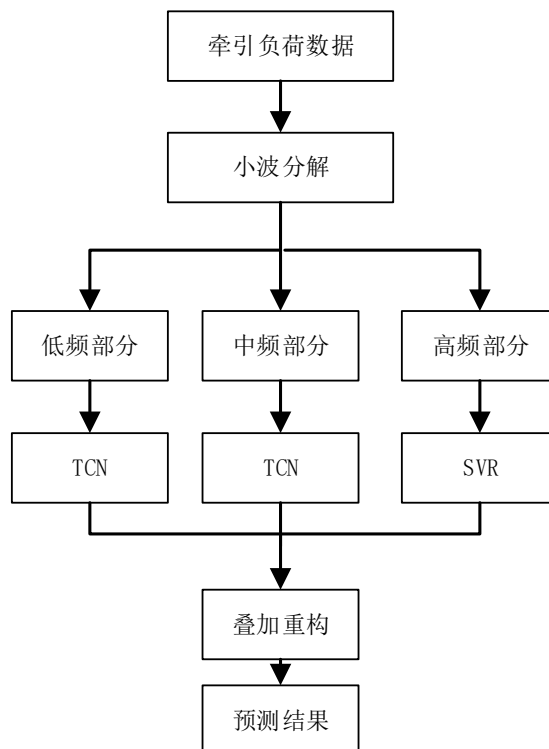 牵引负荷数据
小波分解
低频部分
中频部分
高频部分
TCN
TCN
SVR
叠加重构
预测结果